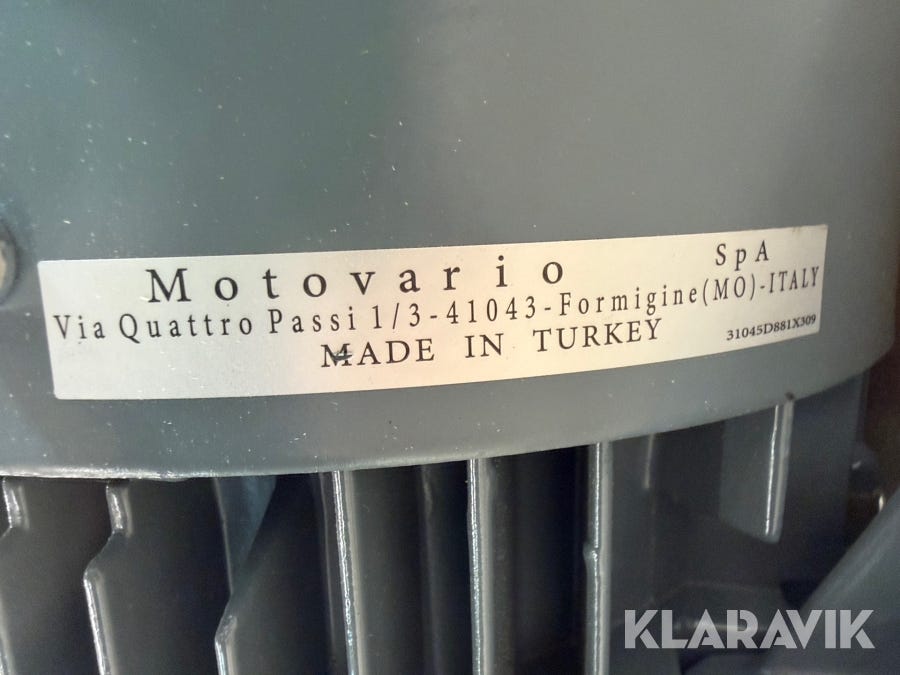 Motovario SpA
Via Quattro Passi 1/3-41043-Formigine(MO)-ITALY
MADE IN TURKEY 31045D881X309
KLARAVIK